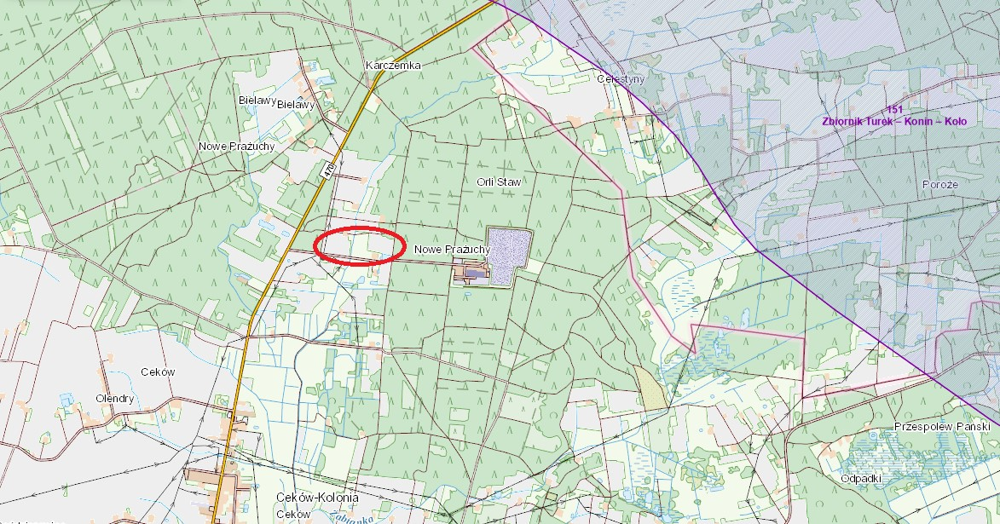 Karczemka
Celestyny
Bielawy
Bielawy
151
Zbiornik Turek – Konin – Koło
Nowe Prażuchy
470
Orli Staw
Poroże
Nowe Prażuchy
Ceków
Olendry
Przespolew Pański
Odpadki
Ceków-Kolonia
Ceków
Żabianka